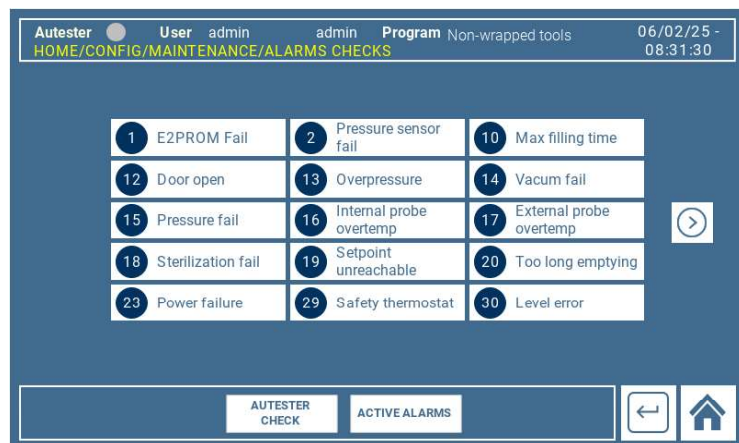 Autester User admin admin Program Non-wrapped tools 06/02/25 -
HOME/CONFIG/MAINTENANCE/ALARMS CHECKS 08:31:30
1 E2PROM Fail 2 Pressure sensor fail 10 Max filling time
12 Door open 13 Overpressure 14 Vacum fail
15 Pressure fail 16 Internal probe overtemp 17 External probe overtemp
18 Sterilization fail 19 Setpoint unreachable 20 Too long emptying
23 Power failure 29 Safety thermostat 30 Level error
AUTESTER CHECK ACTIVE ALARMS